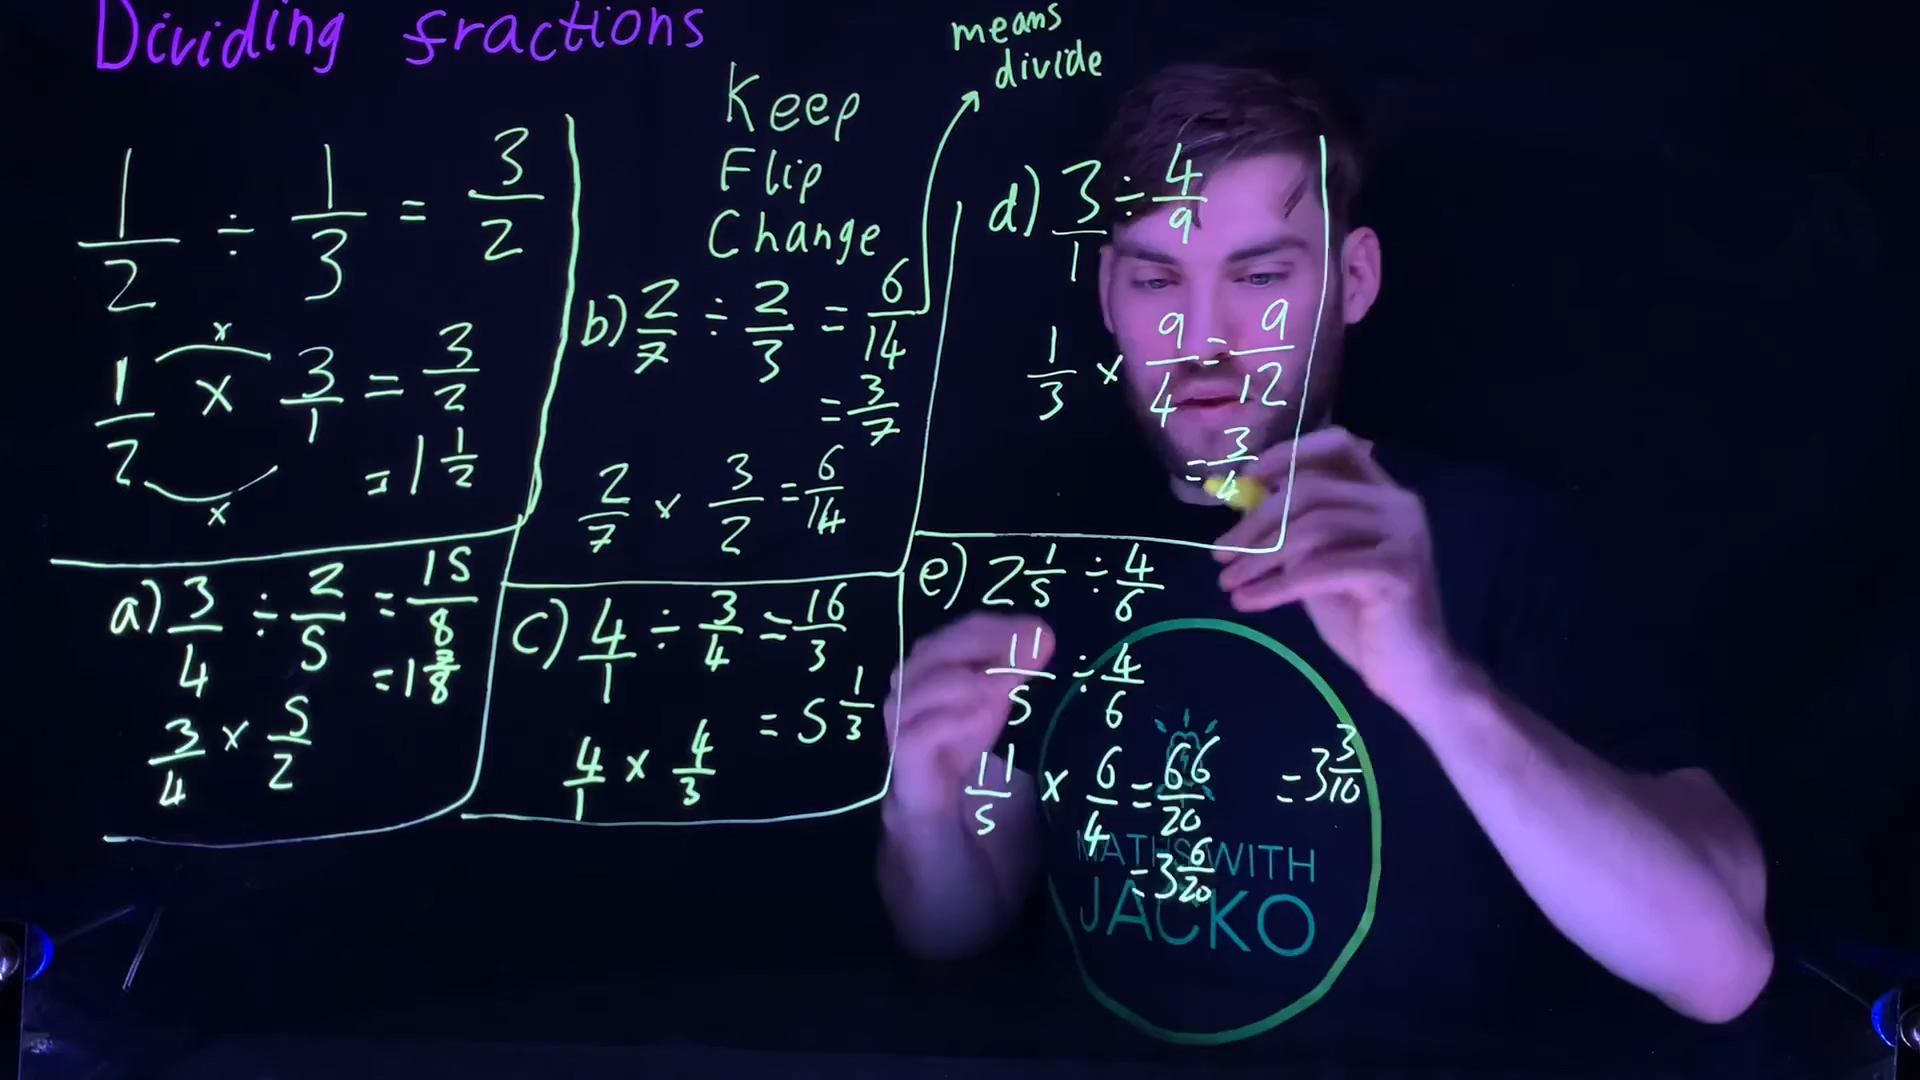 Dividing fractions
1/2 ÷ 1/3 = 3/2
x
1/2 x 3/1 = 3/2
= 1 1/2
x
a) 3/4 ÷ 2/5 = 15/8
= 1 7/8
3/4 x 5/2
Keep
Flip
Change
means
divide
b) 2/7 ÷ 2/3 = 6/14
= 3/7
2/7 x 3/2 = 6/14
c) 4/1 ÷ 3/4 = 16/3
= 5 1/3
4/1 x 4/3
d) 3/1 ÷ 4/9
1/3 x 9/4 = 9/12
= 3/4
e) 2 1/5 ÷ 4/6
11/5 ÷ 4/6
11/5 x 6/4 = 66/20 = 3 3/10
= 3 6/20
MATHS WITH
JACKO